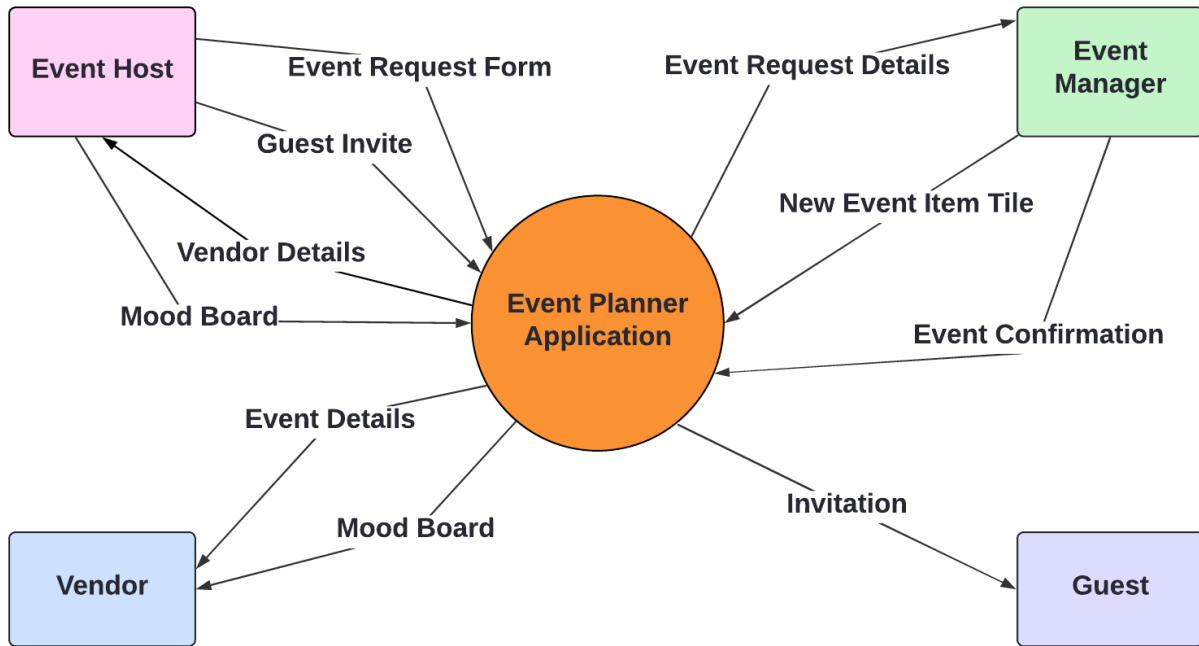 Event Host
Event Request Form
Event Request Details
Event
Manager
Guest Invite
New Event Item Tile
Vendor Details
Mood Board
Event Planner
Application
Event Confirmation
Event Details
Mood Board
Invitation
Vendor
Guest